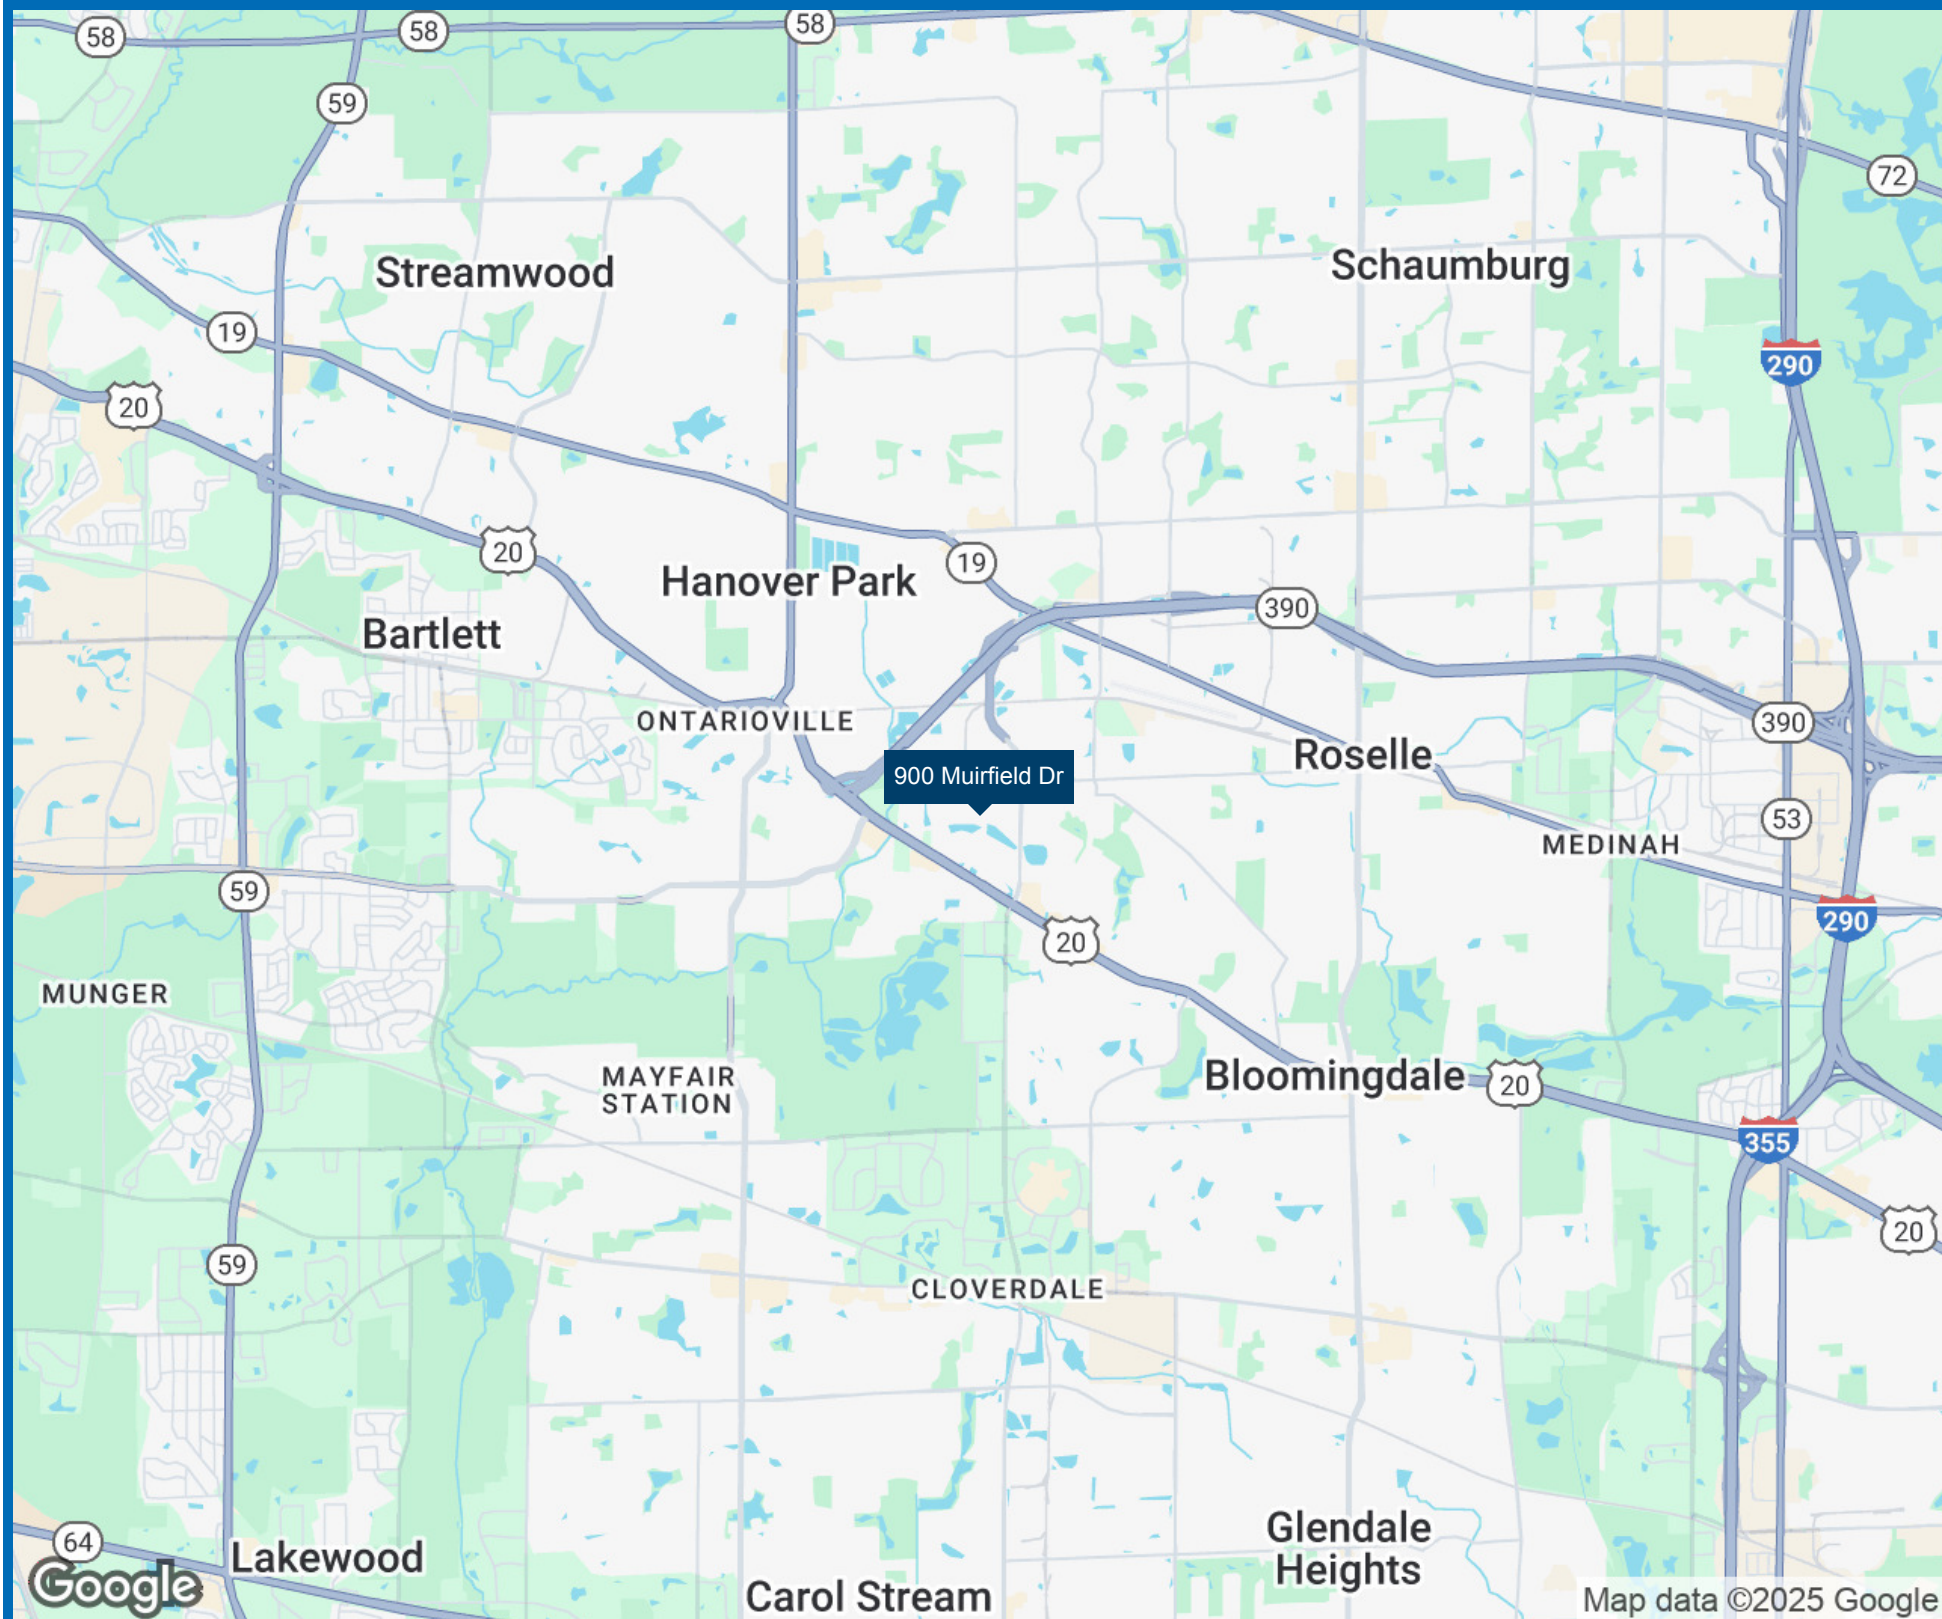 58
58
58
59
72
Streamwood
Schaumburg
19
290
20
20
Hanover Park
19
390
Bartlett
ONTARIOVILLE
390
Roselle
900 Muirfield Dr
53
MEDINAH
59
290
20
MUNGER
MAYFAIR
STATION
Bloomingdale
20
355
20
59
CLOVERDALE
64
Lakewood
Glendale
Heights
Google
Carol Stream
Map data ©2025 Google